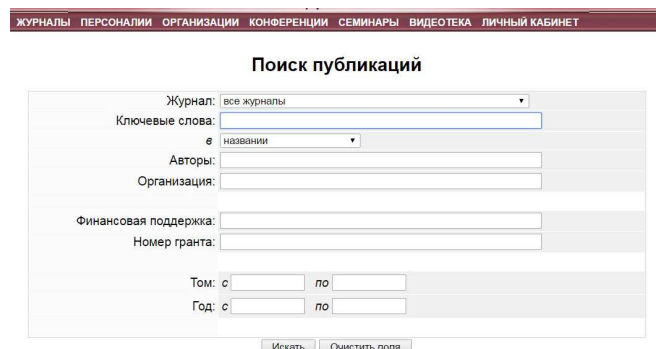 ЖУРНАЛЫ ПЕРСОНАЛИИ ОРГАНИЗАЦИИ КОНФЕРЕНЦИИ СЕМИНАРЫ ВИДЕОТЕКА ЛИЧНЫЙ КАБИНЕТ
Поиск публикаций
Журнал: все журналы
Ключевые слова:
в названии
Авторы:
Организация:
Финансовая поддержка:
Номер гранта:
Том: с по
Год: с по
Искать Очистить поля